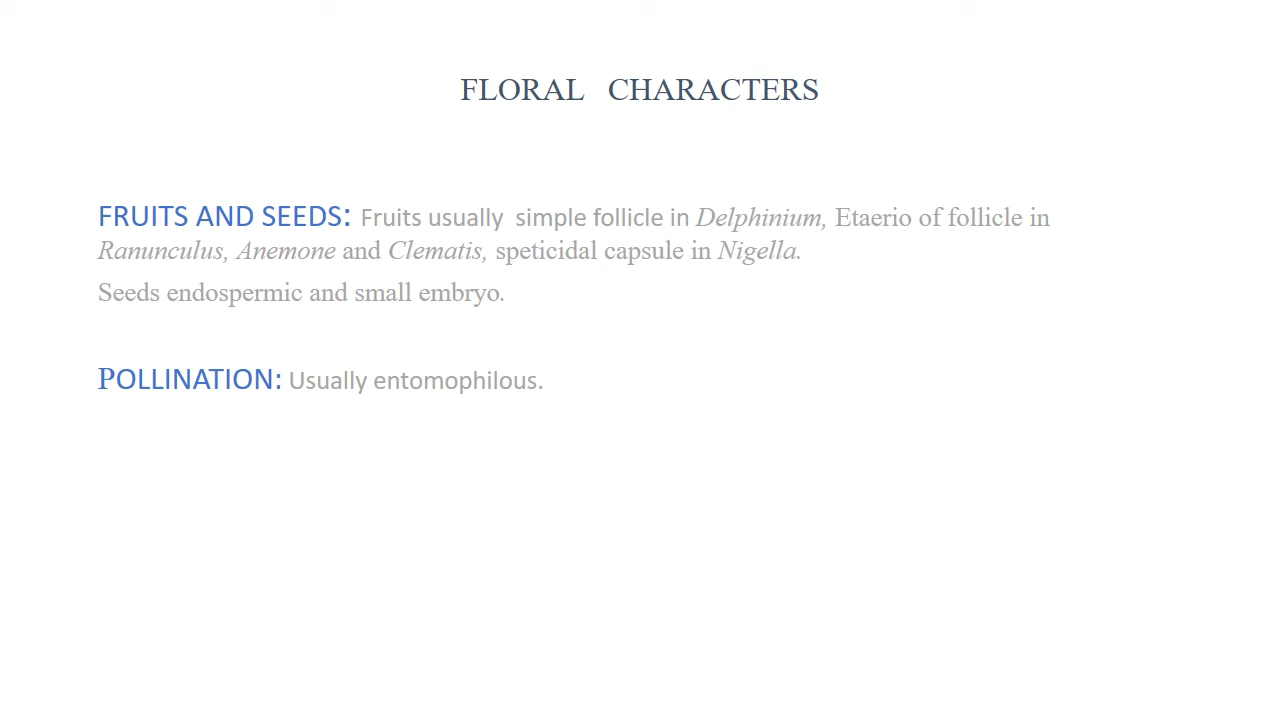 FLORAL CHARACTERS
FRUITS AND SEEDS: Fruits usually simple follicle in Delphinium, Etaerio of follicle in
Ranunculus, Anemone and Clematis, speticidal capsule in Nigella.
Seeds endospermic and small embryo.
POLLINATION: Usually entomophilous.